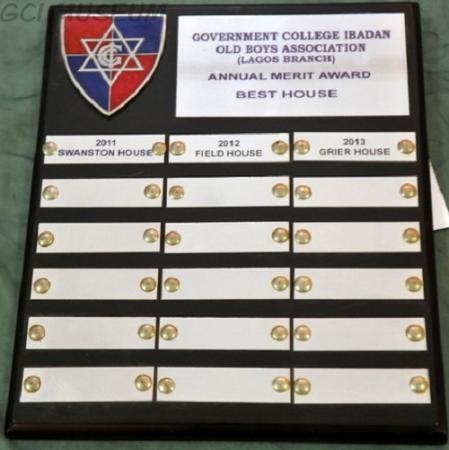 GCI MUSEUM
GOVERNMENT COLLEGE IBADAN
OLD BOYS ASSOCIATION
(LAGOS BRANCH)
ANNUAL MERIT AWARD
BEST HOUSE
2011
SWANSTON HOUSE
2012
FIELD HOUSE
2013
GRIER HOUSE